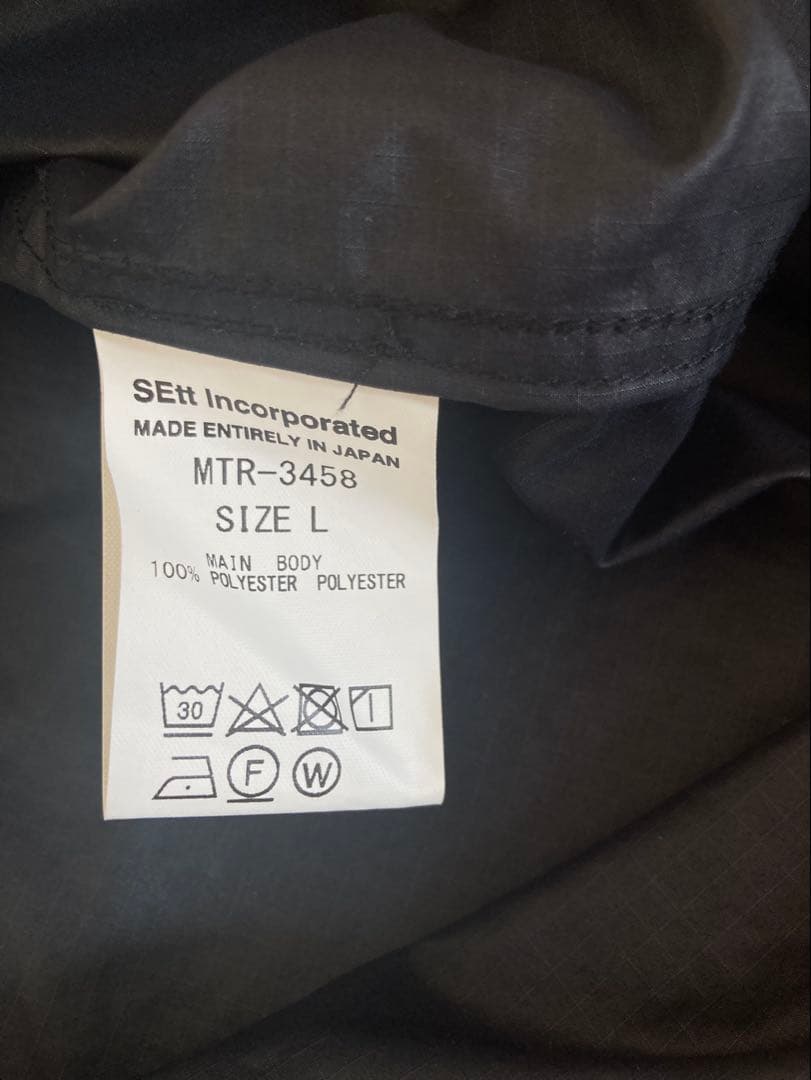 SEtt Incorporated
MADE ENTIRELY IN JAPAN
MTR-3458
SIZE L
MAIN BODY
100% POLYESTER POLYESTER
30
F W